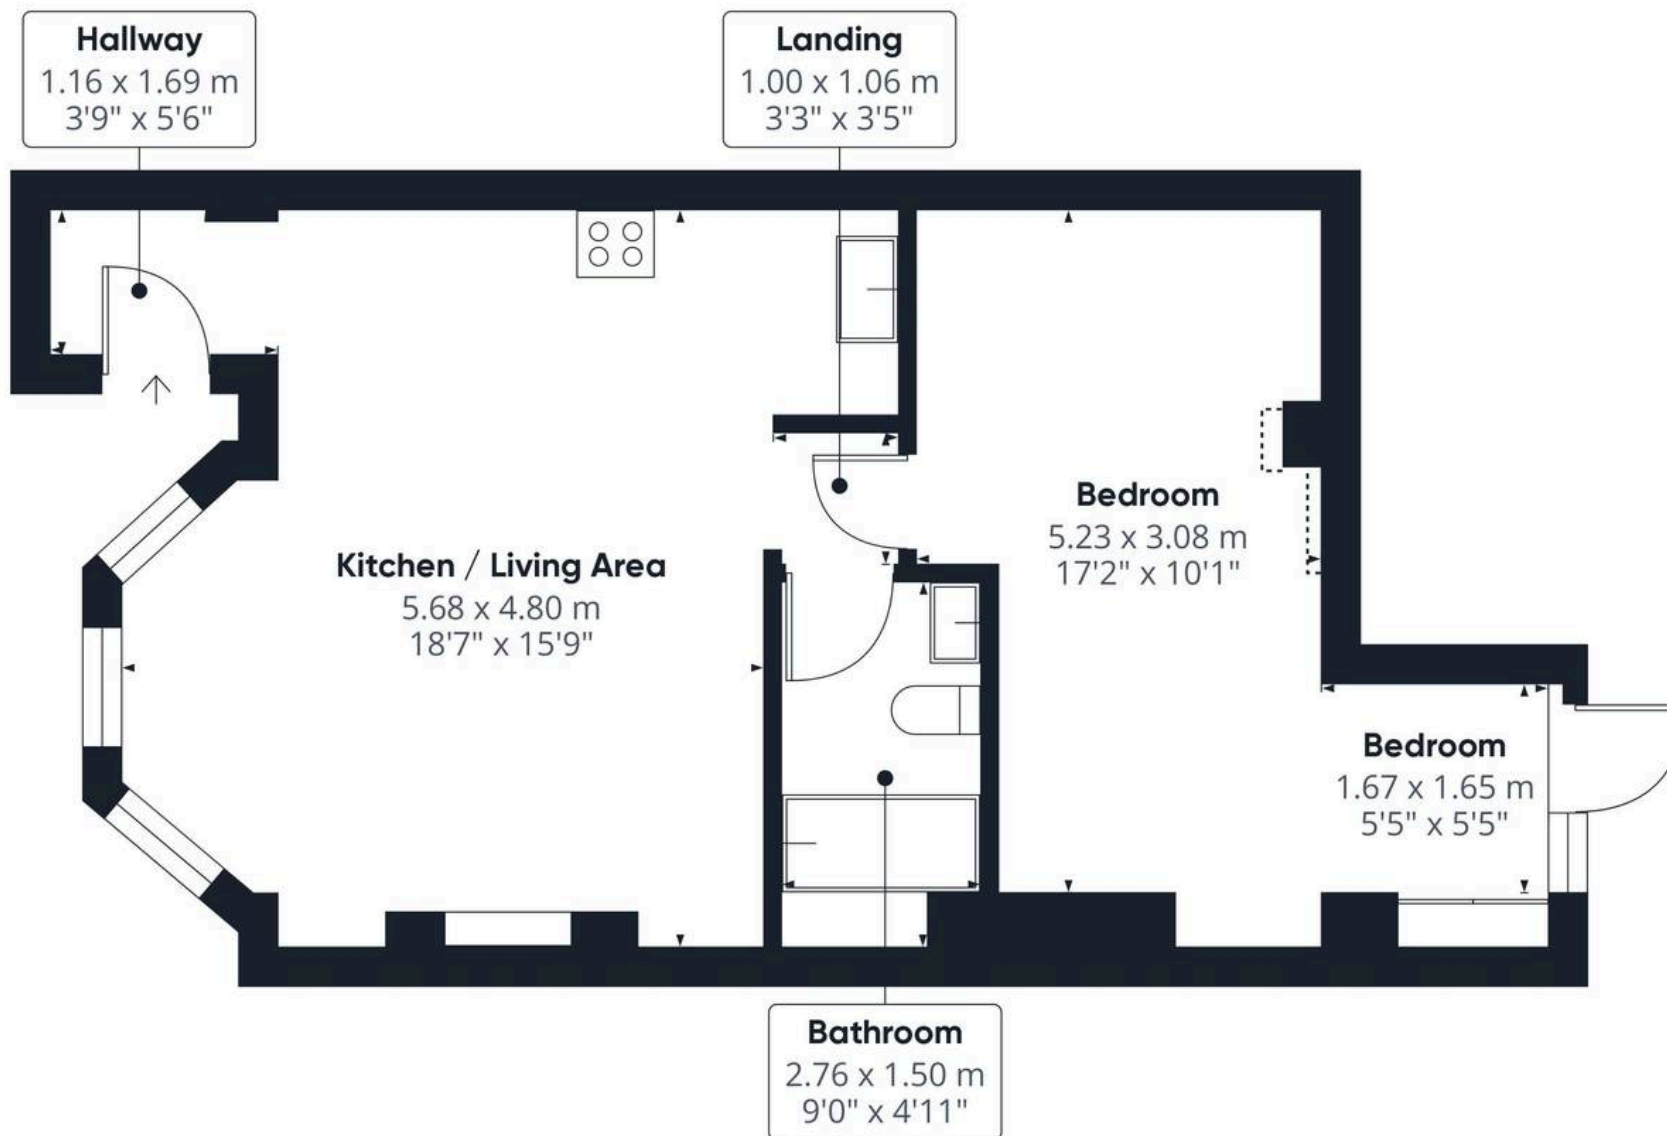 Hallway
1.16 x 1.69 m
3'9" x 5'6"
Landing
1.00 x 1.06 m
3'3" x 3'5"
Kitchen / Living Area
5.68 x 4.80 m
18'7" x 15'9"
Bedroom
5.23 x 3.08 m
17'2" x 10'1"
Bedroom
1.67 x 1.65 m
5'5" x 5'5"
Bathroom
2.76 x 1.50 m
9'0" x 4'11"